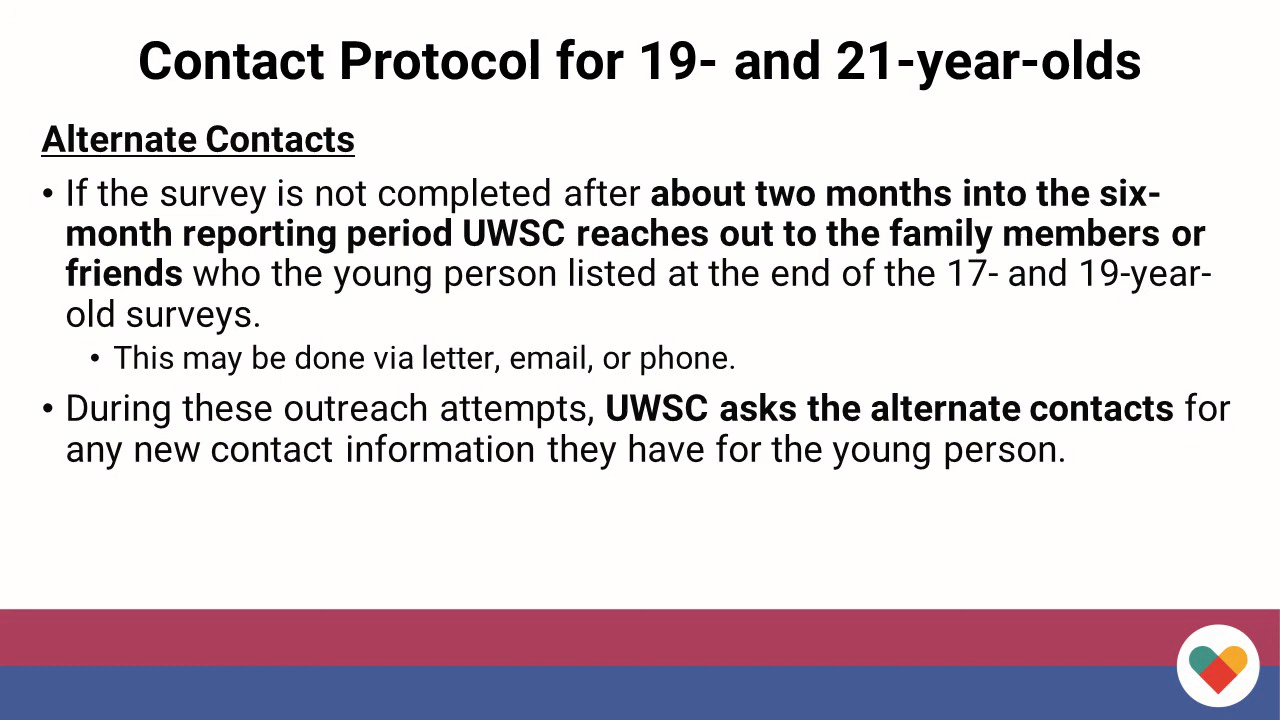 Contact Protocol for 19- and 21-year-olds
Alternate Contacts
• If the survey is not completed after about two months into the six-
month reporting period UWSC reaches out to the family members or
friends who the young person listed at the end of the 17- and 19-year-
old surveys.
• This may be done via letter, email, or phone.
• During these outreach attempts, UWSC asks the alternate contacts for
any new contact information they have for the young person.